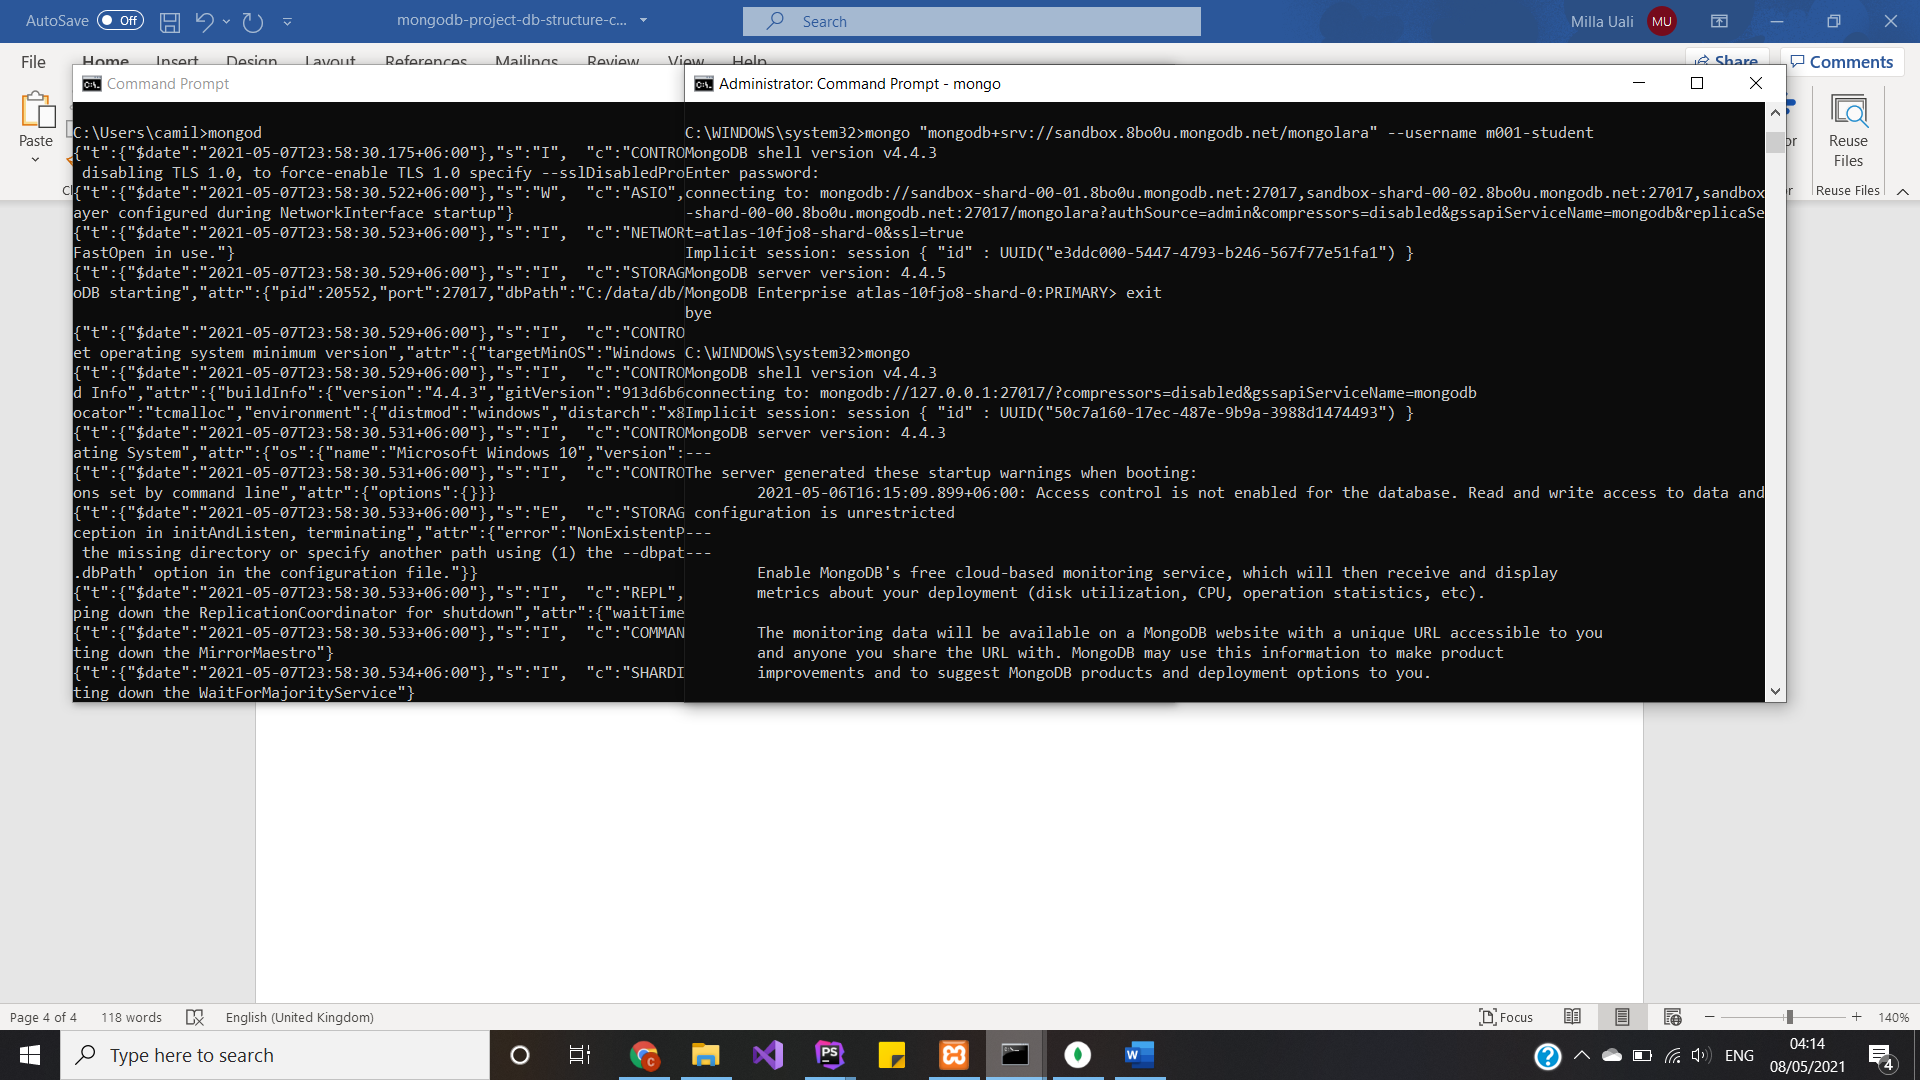 AutoSave Off
mongodb-project-db-structure-c...
Search
Milla Uali MU
File Home Insert Design Layout References Mailings Review View Help
Share
Comments
Paste
Reuse
Files
Reuse Files
Command Prompt
C:\Users\camil>mongod
{"t":{"$date":"2021-05-07T23:58:30.175+06:00"},"s":"I", "c":"CONTRO
disabling TLS 1.0, to force-enable TLS 1.0 specify --sslDisabledPro
{"t":{"$date":"2021-05-07T23:58:30.522+06:00"},"s":"W", "c":"ASIO",
ayer configured during NetworkInterface startup"}
{"t":{"$date":"2021-05-07T23:58:30.523+06:00"},"s":"I", "c":"NETWOR
FastOpen in use."}
{"t":{"$date":"2021-05-07T23:58:30.529+06:00"},"s":"I", "c":"STORAG
oDB starting","attr":{"pid":20552,"port":27017,"dbPath":"C:/data/db/
{"t":{"$date":"2021-05-07T23:58:30.529+06:00"},"s":"I", "c":"CONTRO
et operating system minimum version","attr":{"targetMinOS":"Windows
{"t":{"$date":"2021-05-07T23:58:30.529+06:00"},"s":"I", "c":"CONTRO
d Info","attr":{"buildInfo":{"version":"4.4.3","gitVersion":"913d6b6
ocator":"tcmalloc","environment":{"distmod":"windows","distarch":"x8
{"t":{"$date":"2021-05-07T23:58:30.531+06:00"},"s":"I", "c":"CONTRO
ating System","attr":{"os":{"name":"Microsoft Windows 10","version":
{"t":{"$date":"2021-05-07T23:58:30.531+06:00"},"s":"I", "c":"CONTRO
ons set by command line","attr":{"options":{}}}
{"t":{"$date":"2021-05-07T23:58:30.533+06:00"},"s":"E", "c":"STORAG
ception in initAndListen, terminating","attr":{"error":"NonExistentP
the missing directory or specify another path using (1) the --dbpat
.dbPath' option in the configuration file."}}
{"t":{"$date":"2021-05-07T23:58:30.533+06:00"},"s":"I", "c":"REPL",
ping down the ReplicationCoordinator for shutdown","attr":{"waitTime
{"t":{"$date":"2021-05-07T23:58:30.533+06:00"},"s":"I", "c":"COMMAN
ting down the MirrorMaestro"}
{"t":{"$date":"2021-05-07T23:58:30.534+06:00"},"s":"I", "c":"SHARDI
ting down the WaitForMajorityService"}
Administrator: Command Prompt - mongo
C:\WINDOWS\system32>mongo "mongodb+srv://sandbox.8bo0u.mongodb.net/mongolara" --username m001-student
MongoDB shell version v4.4.3
Enter password:
connecting to: mongodb://sandbox-shard-00-01.8bo0u.mongodb.net:27017,sandbox-shard-00-02.8bo0u.mongodb.net:27017,sandbox
-shard-00-00.8bo0u.mongodb.net:27017/mongolara?authSource=admin&compressors=disabled&gssapiServiceName=mongodb&replicaSe
t=atlas-10fjo8-shard-0&ssl=true
Implicit session: session { "id" : UUID("e3ddc000-5447-4793-b246-567f77e51fa1") }
MongoDB server version: 4.4.5
MongoDB Enterprise atlas-10fjo8-shard-0:PRIMARY> exit
bye
C:\WINDOWS\system32>mongo
MongoDB shell version v4.4.3
connecting to: mongodb://127.0.0.1:27017/?compressors=disabled&gssapiServiceName=mongodb
Implicit session: session { "id" : UUID("50c7a160-17ec-487e-9b9a-3988d1474493") }
MongoDB server version: 4.4.3
---
The server generated these startup warnings when booting:
2021-05-06T16:15:09.899+06:00: Access control is not enabled for the database. Read and write access to data and
configuration is unrestricted
---
---
Enable MongoDB's free cloud-based monitoring service, which will then receive and display
metrics about your deployment (disk utilization, CPU, operation statistics, etc).
The monitoring data will be available on a MongoDB website with a unique URL accessible to you
and anyone you share the URL with. MongoDB may use this information to make product
improvements and to suggest MongoDB products and deployment options to you.
Page 4 of 4 118 words English (United Kingdom)
Focus
140%
Type here to search
ENG
04:14
08/05/2021
4